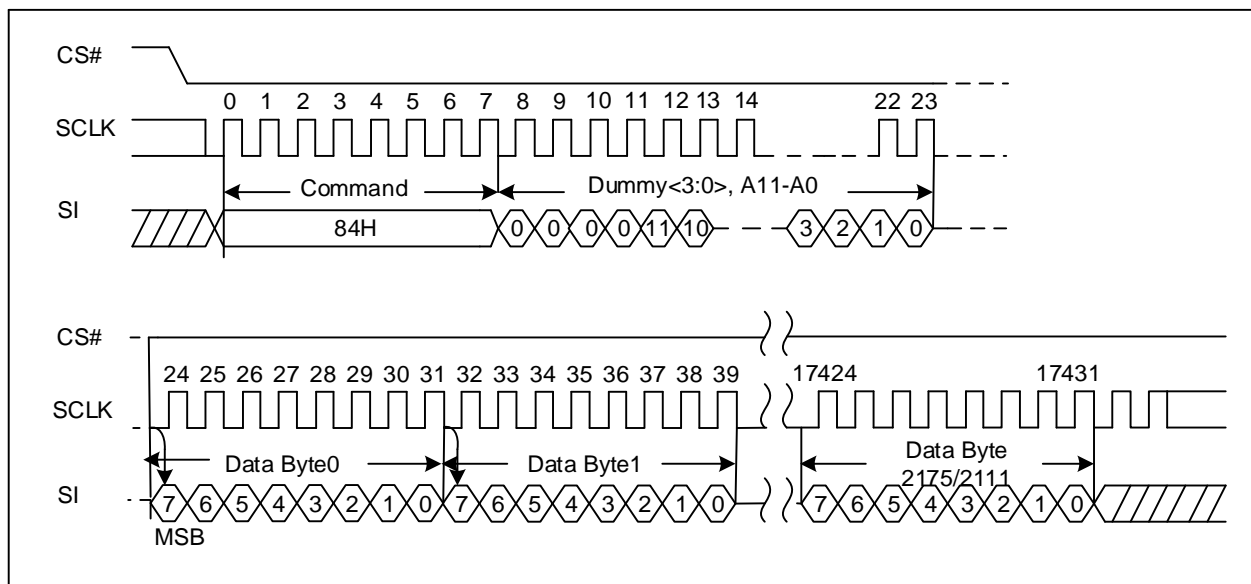 CS#
0 1 2 3 4 5 6 7 8 9 10 11 12 13 14 22 23
SCLK
Command Dummy<3:0>, A11-A0
SI
84H 0 0 0 0 11 10 3 2 1 0
CS#
24 25 26 27 28 29 30 31 32 33 34 35 36 37 38 39 17424 17431
SCLK
Data Byte0 Data Byte1 Data Byte
2175/2111
SI
7 6 5 4 3 2 1 0 7 6 5 4 3 2 1 0 7 6 5 4 3 2 1 0
MSB